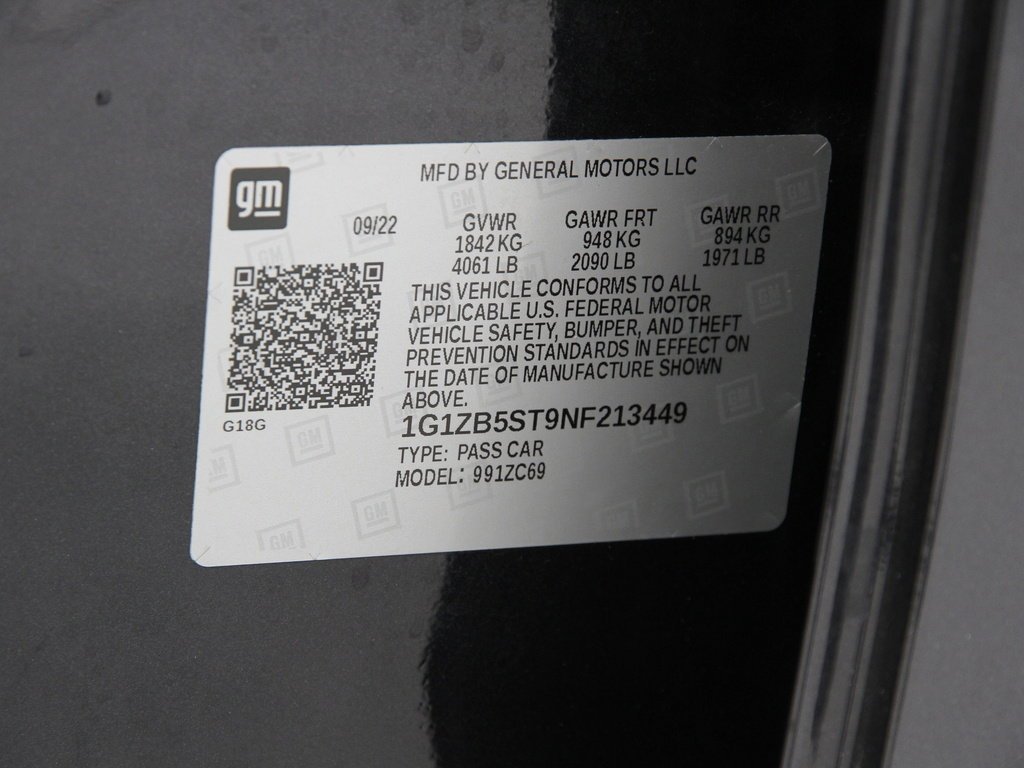 MFD BY GENERAL MOTORS LLC
gm
09/22 GVWR GAWR FRT GAWR RR
1842 KG 948 KG 894 KG
4061 LB 2090 LB 1971 LB
THIS VEHICLE CONFORMS TO ALL
APPLICABLE U.S. FEDERAL MOTOR
VEHICLE SAFETY, BUMPER, AND THEFT
PREVENTION STANDARDS IN EFFECT ON
THE DATE OF MANUFACTURE SHOWN
ABOVE.
G18G
1G1ZB5ST9NF213449
TYPE: PASS CAR
MODEL: 991ZC69